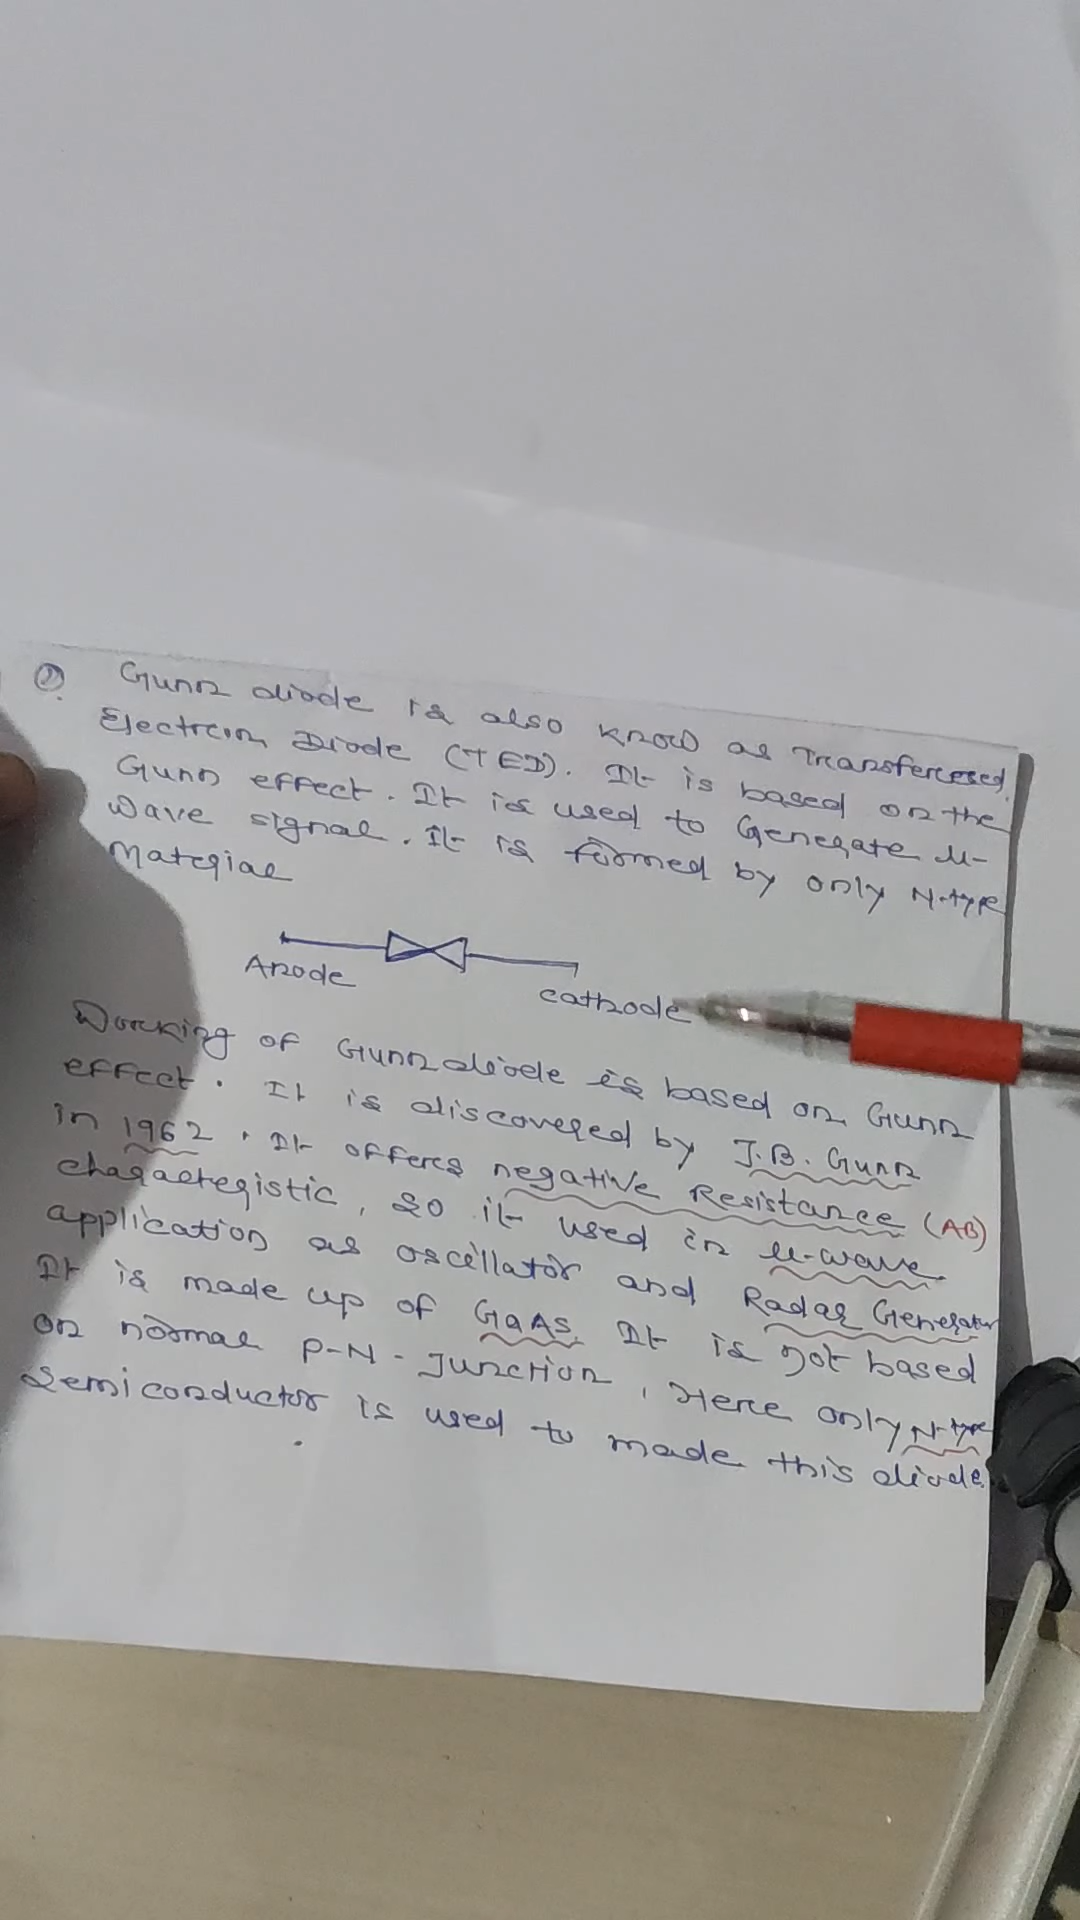 ②. Gunn diode is also know as Transfererred
Electron Diode (TED). It is based on the
Gunn effect. It is used to Generate μ-
Wave signal. It is formed by only N-type
Material
Anode
Cathode
Working of Gunn diode is based on Gunn
effect. It is discovered by J.B. Gunn
in 1962. It offers negative Resistance (AB)
characteristic, so it used in μ-wave
application as oscillator and Radar Generator
It is made up of GaAs. It is not based
on normal P-N-Junction, Here only N-type
Semiconductor is used to made this diode.